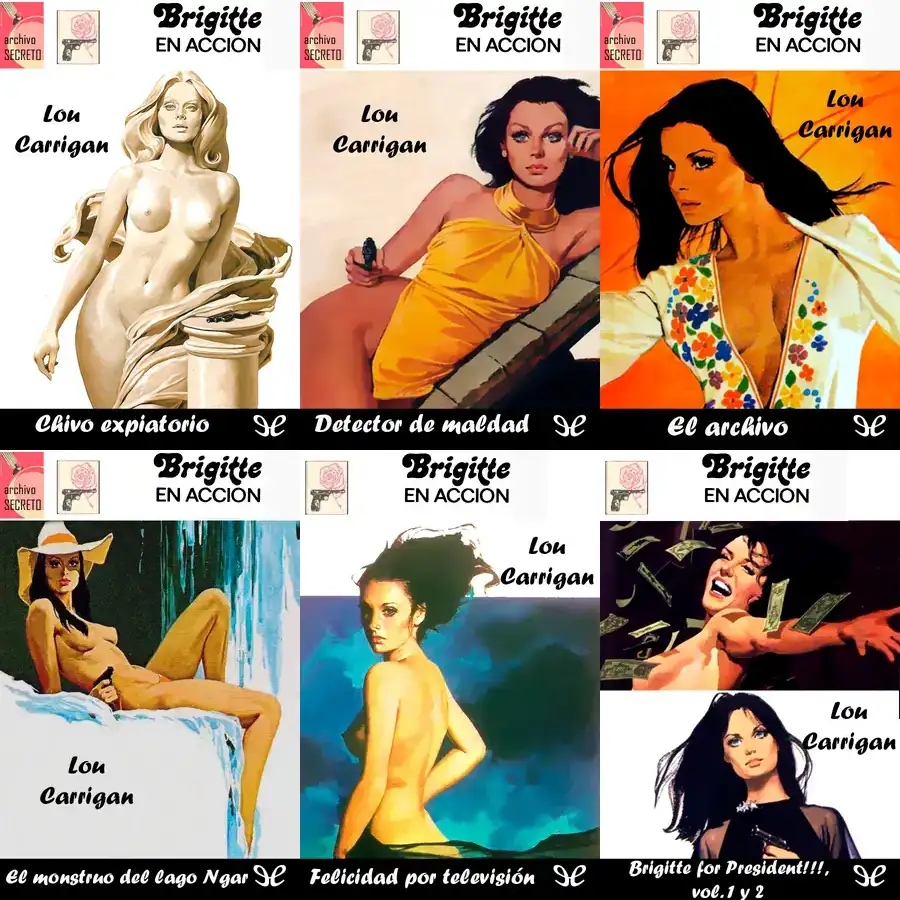 archivo
SECRETO
Brigitte
EN ACCION
Lou
Carrigan
Chivo expiatorio
archivo
SECRETO
Brigitte
EN ACCION
Lou
Carrigan
Detector de maldad
archivo
SECRETO
Brigitte
EN ACCION
Lou
Carrigan
El archivo
archivo
SECRETO
Brigitte
EN ACCION
Lou
Carrigan
El monstruo del lago Ngar
Brigitte
EN ACCION
Lou
Carrigan
Felicidad por televisión
Brigitte
EN ACCION
Lou
Carrigan
Brigitte for President!!!,
vol.1 y 2